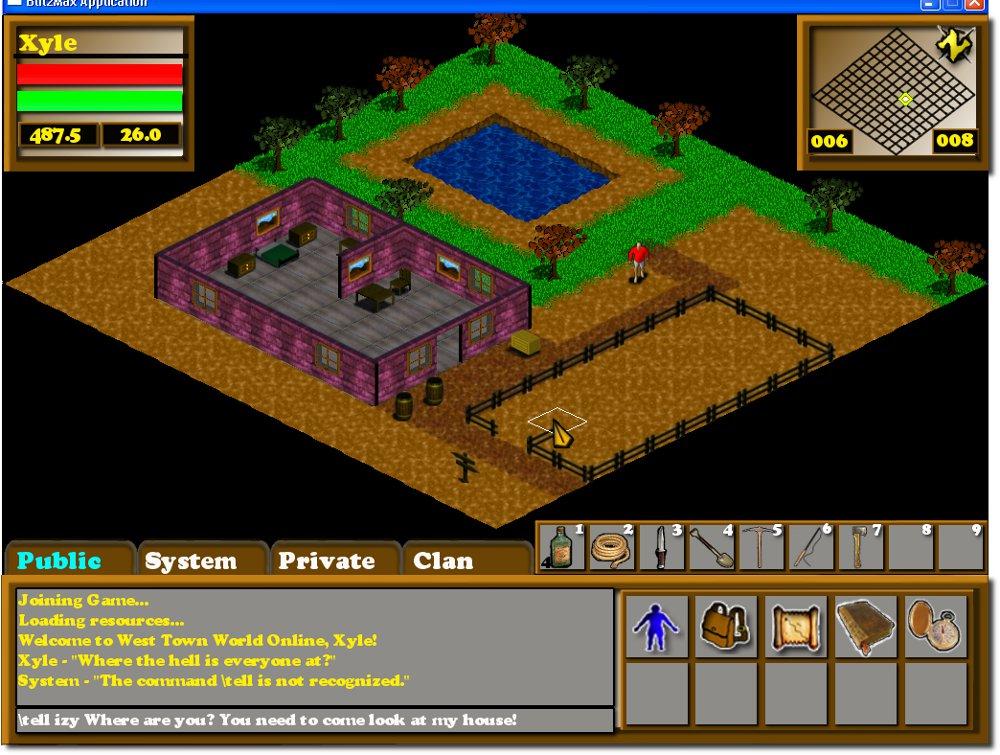 Blitzmax Application
Xyle
487.5 26.0
006 008
1 2 3 4 5 6 7 8 9
Public System Private Clan
Joining Game...
Loading resources...
Welcome to West Town World Online, Xyle!
Xyle - "Where the hell is everyone at?"
System - "The command \tell is not recognized."
\tell izy Where are you? You need to come look at my house!